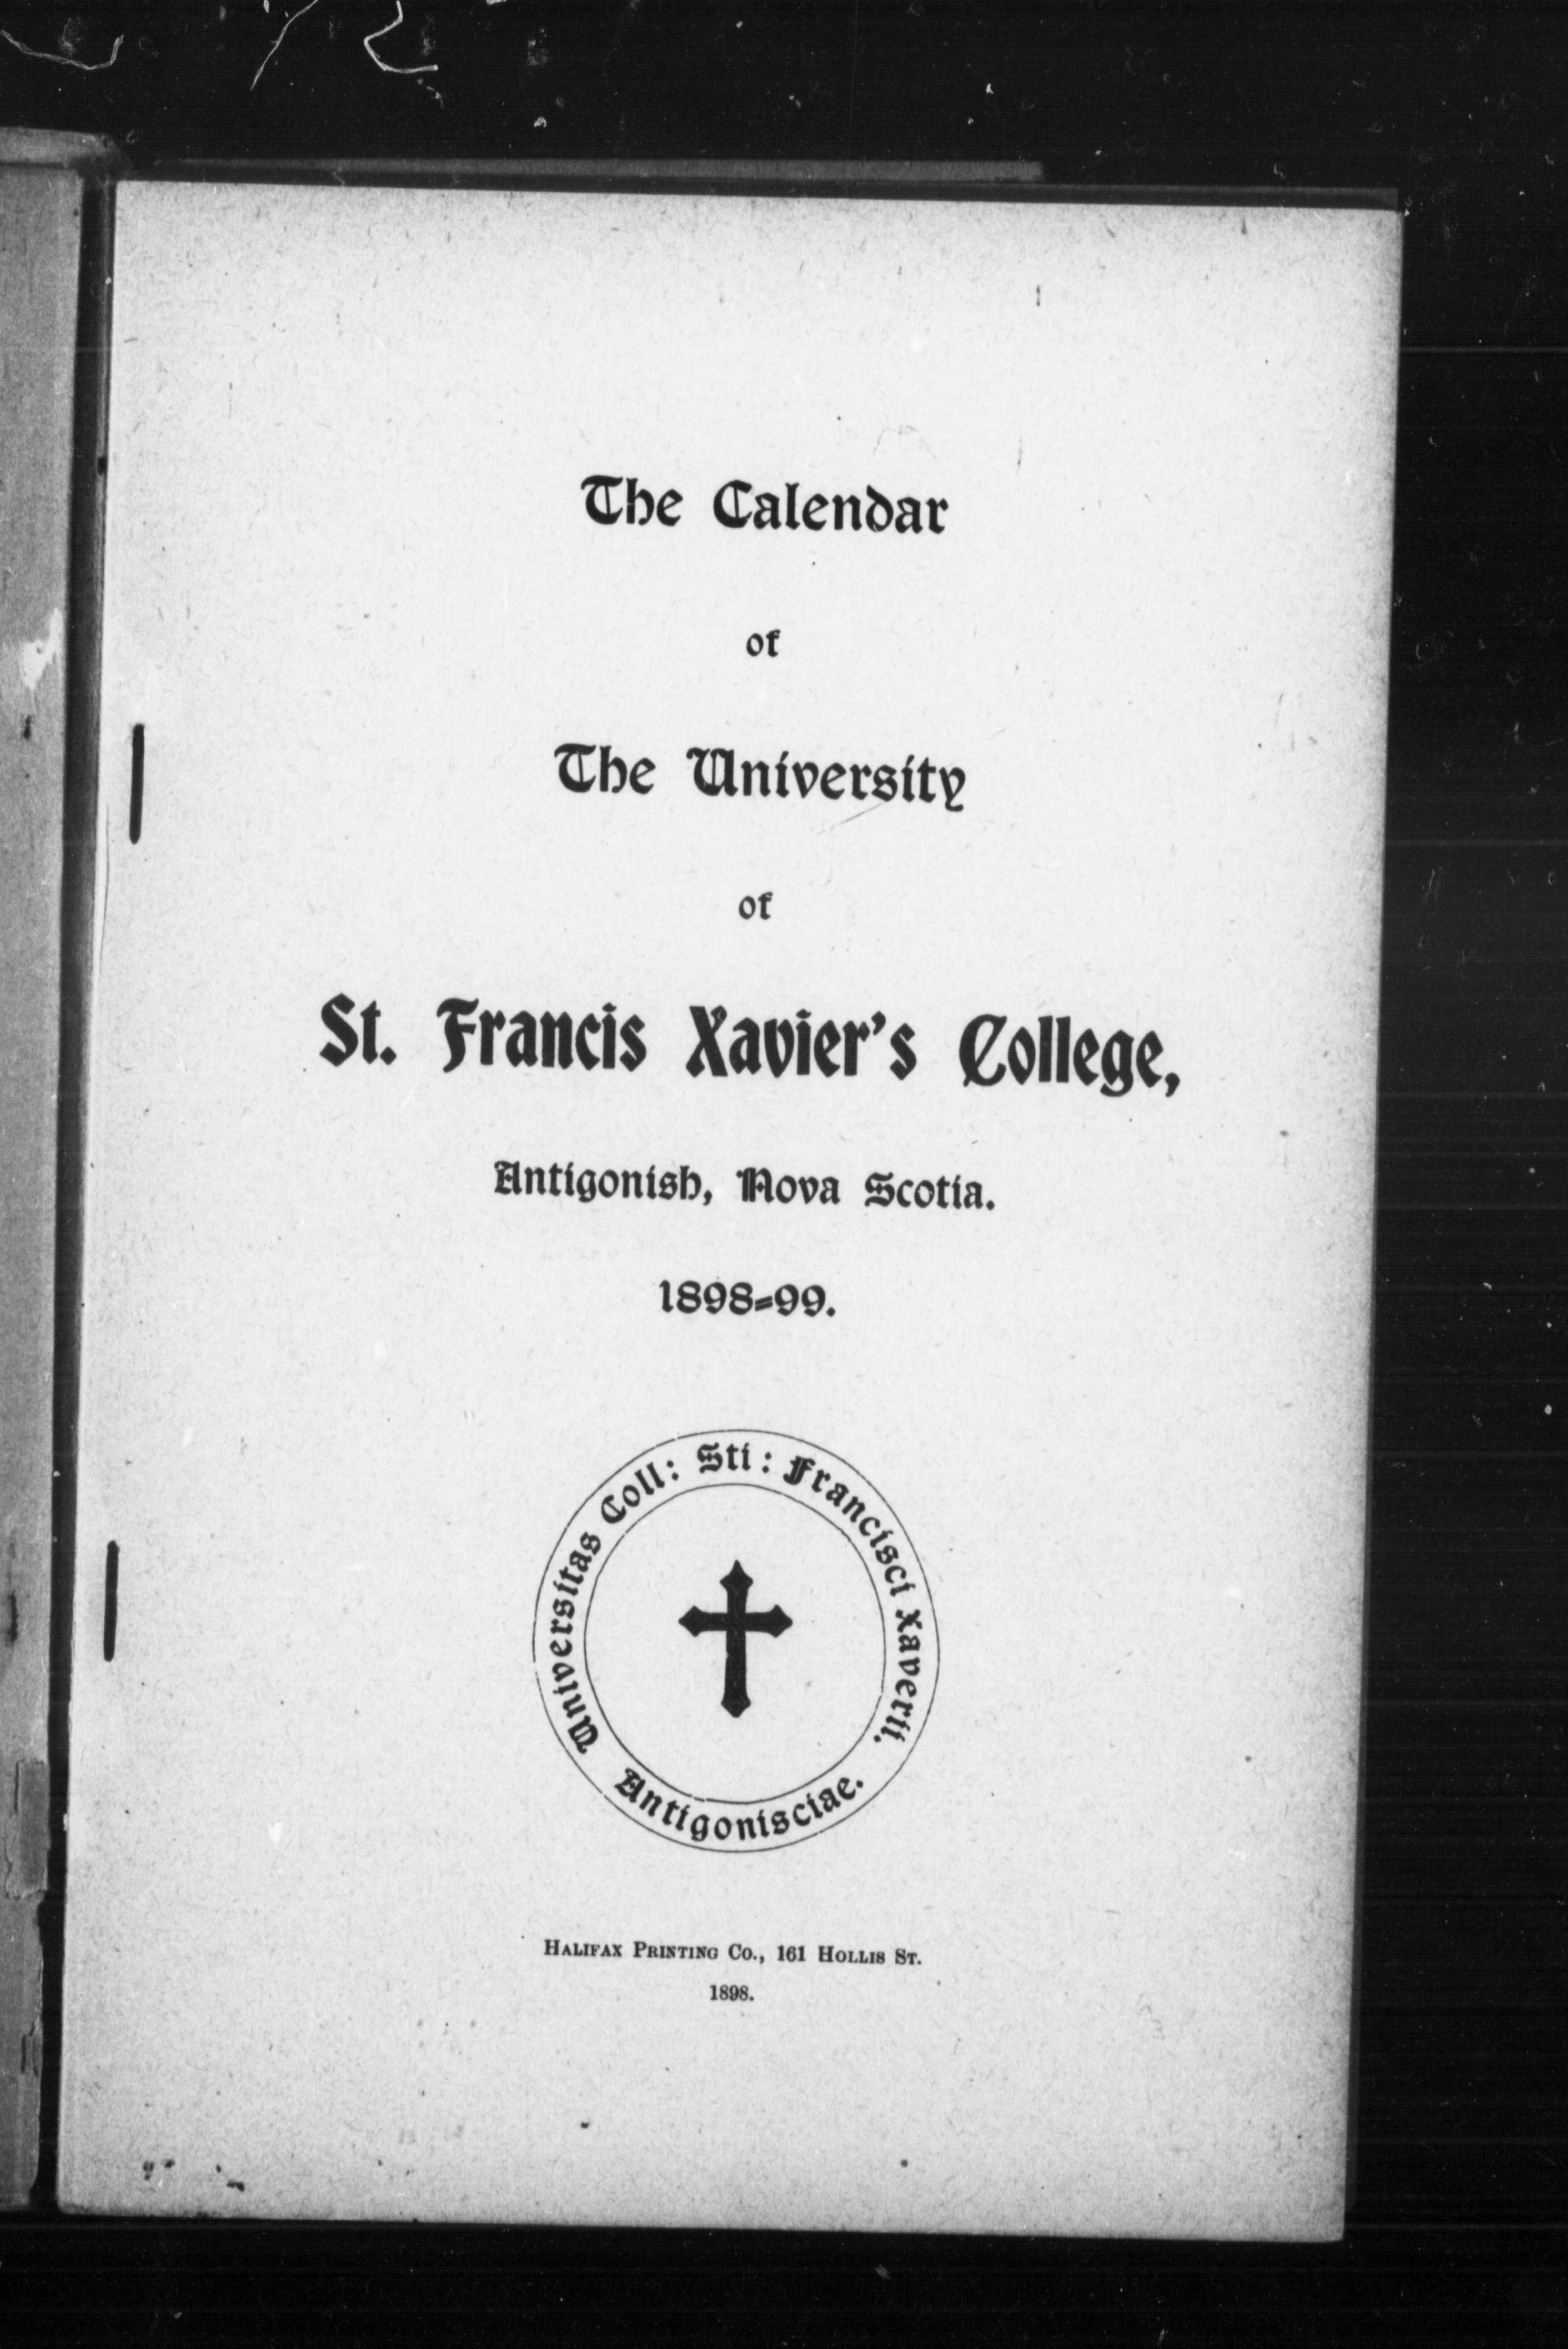 The Calendar
of
The University
of
St. Francis Xavier's College,
Antigonish, Nova Scotia.
1898-99.
Universitas Coll: Sti: Francisci Xaverii.
Antigonisciae.
HALIFAX PRINTING CO., 161 HOLLIS ST.
1898.